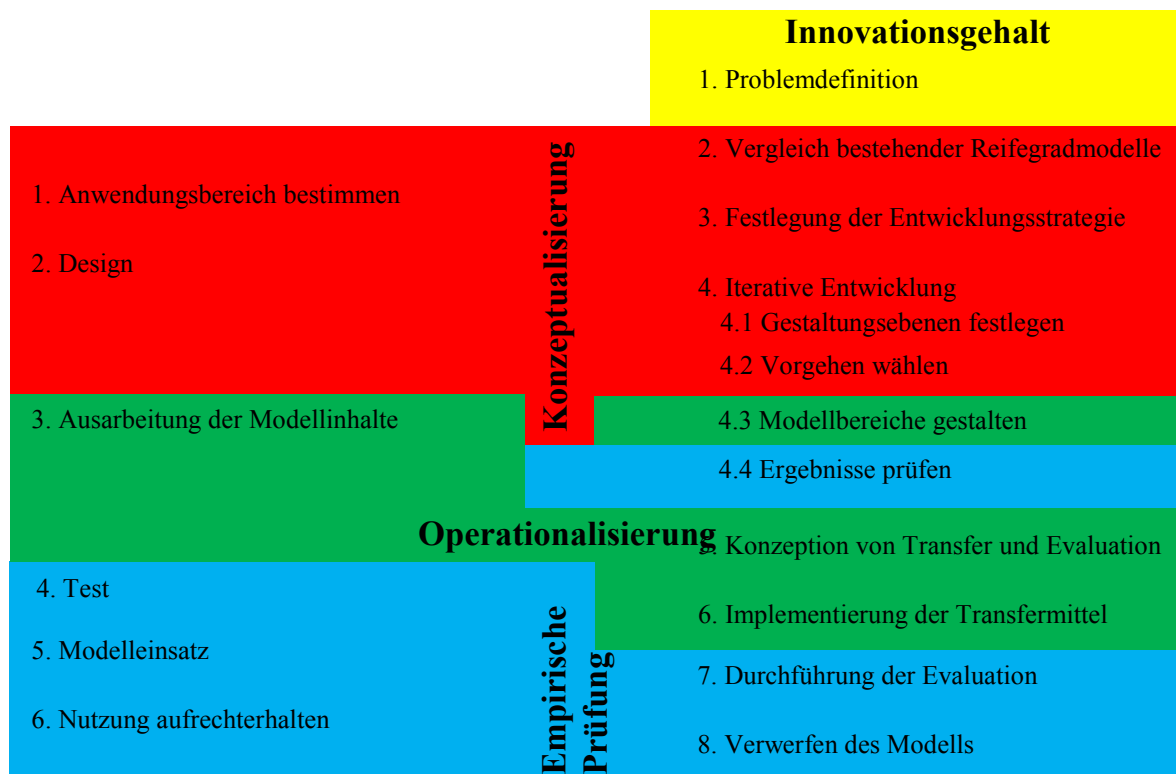 Innovationsgehalt
1. Problemdefinition
1. Anwendungsbereich bestimmen
2. Design
3. Ausarbeitung der Modellinhalte
4. Test
5. Modelleinsatz
6. Nutzung aufrechterhalten
Konzeptualisierung
Operationalisierung
Empirische
Prüfung
2. Vergleich bestehender Reifegradmodelle
3. Festlegung der Entwicklungsstrategie
4. Iterative Entwicklung
4.1 Gestaltungsebenen festlegen
4.2 Vorgehen wählen
4.3 Modellbereiche gestalten
4.4 Ergebnisse prüfen
5. Konzeption von Transfer und Evaluation
6. Implementierung der Transfermittel
7. Durchführung der Evaluation
8. Verwerfen des Modells